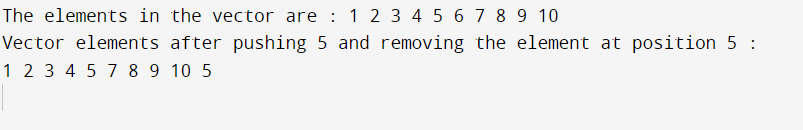 The elements in the vector are : 1 2 3 4 5 6 7 8 9 10
Vector elements after pushing 5 and removing the element at position 5 :
1 2 3 4 5 7 8 9 10 5